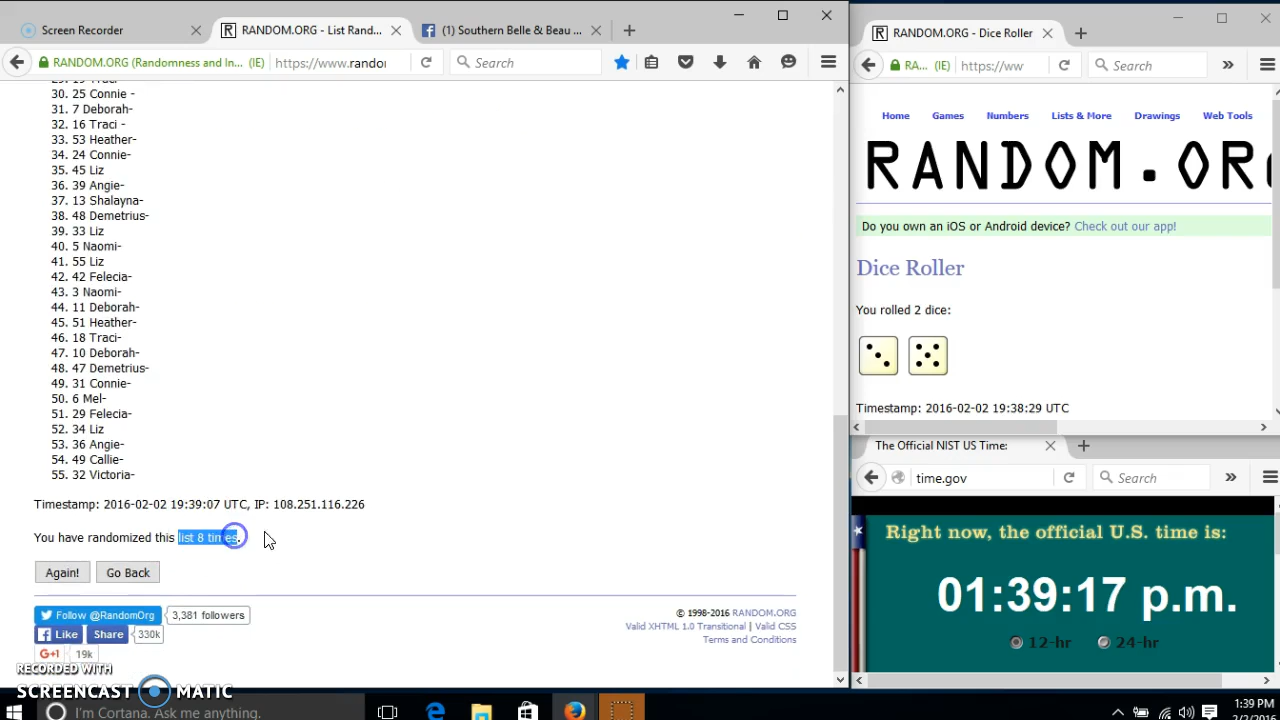 Screen Recorder
RANDOM.ORG - List Rand...
(1) Southern Belle & Beau ...
RANDOM.ORG (Randomness and In... (IE)
https://www.randor
Search
30. 25 Connie -
31. 7 Deborah-
32. 16 Traci -
33. 53 Heather-
34. 24 Connie-
35. 45 Liz
36. 39 Angie-
37. 13 Shalayna-
38. 48 Demetrius-
39. 33 Liz
40. 5 Naomi-
41. 55 Liz
42. 42 Felecia-
43. 3 Naomi-
44. 11 Deborah-
45. 51 Heather-
46. 18 Traci-
47. 10 Deborah-
48. 47 Demetrius-
49. 31 Connie-
50. 6 Mel-
51. 29 Felecia-
52. 34 Liz
53. 36 Angie-
54. 49 Callie-
55. 32 Victoria-
Timestamp: 2016-02-02 19:39:07 UTC, IP: 108.251.116.226
You have randomized this list 8 times.
Again!
Go Back
Follow @RandomOrg
3,381 followers
Like
Share
330k
G+1
19k
© 1998-2016 RANDOM.ORG
Valid XHTML 1.0 Transitional | Valid CSS
Terms and Conditions
RECORDED WITH
SCREENCAST MATIC
I'm Cortana. Ask me anything.
RANDOM.ORG - Dice Roller
RA... (IE)
https://ww
Search
Home
Games
Numbers
Lists & More
Drawings
Web Tools
RANDOM.OR
Do you own an iOS or Android device? Check out our app!
Dice Roller
You rolled 2 dice:
Timestamp: 2016-02-02 19:38:29 UTC
The Official NIST US Time:
time.gov
Search
Right now, the official U.S. time is:
01:39:17 p.m.
12-hr
24-hr
1:39 PM
2/2/2016